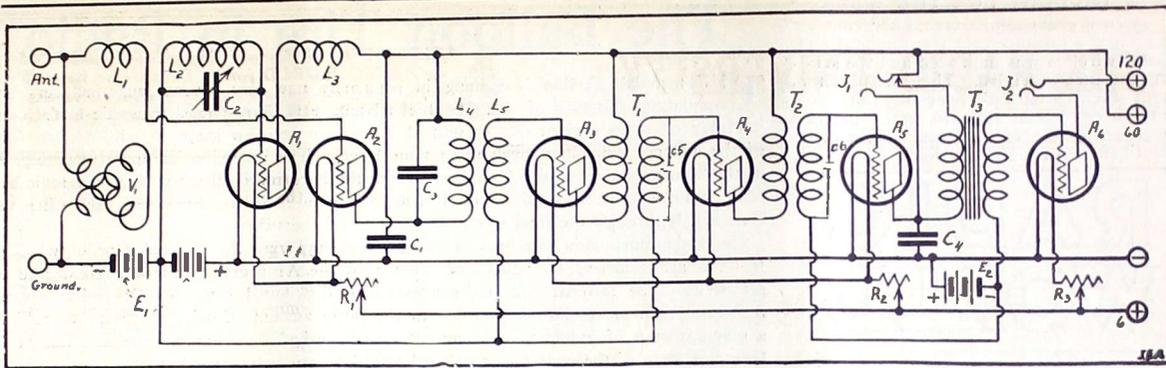 Ant.
L1
L2
C2
L3
A1
A2
V1
C
C1
L4
L5
A3
T1
C5
A4
T2
C6
J1
A5
T3
J2
A6
120
+
60
+
C4
Ground.
-
E1
+
R1
R2
+
E2
-
R3
-
6
+